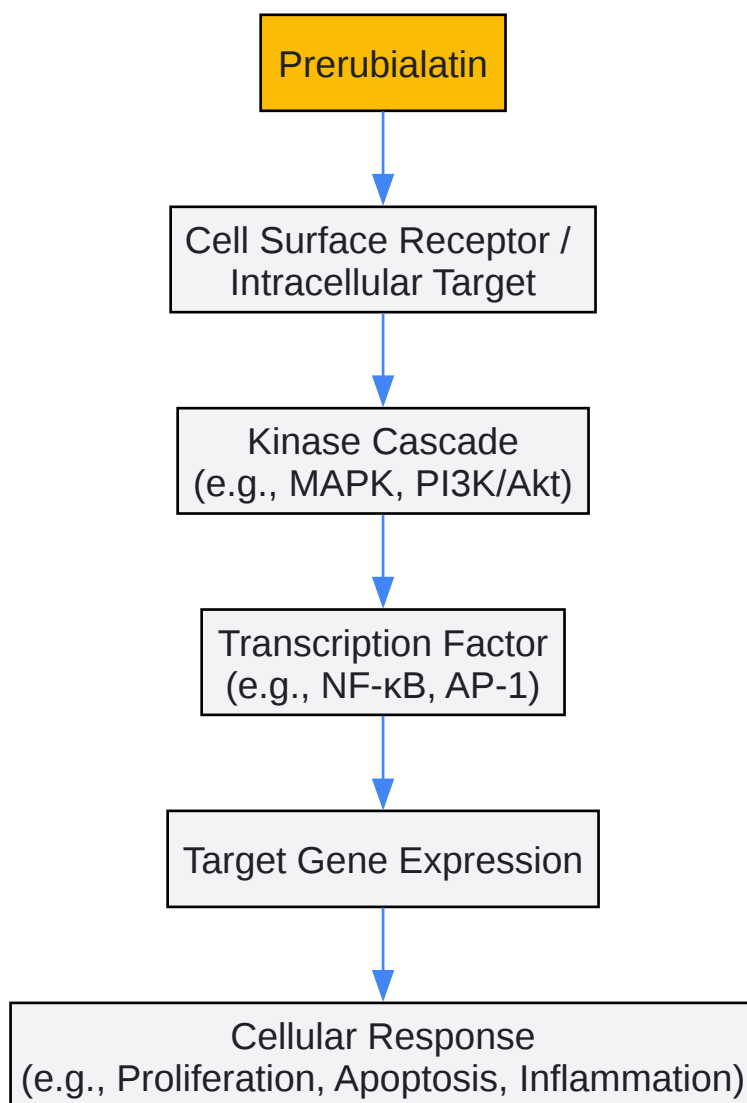 Prerubialatin
Cell Surface Receptor /
Intracellular Target
Kinase Cascade
(e.g., MAPK, PI3K/Akt)
Transcription Factor
(e.g., NF-κB, AP-1)
Target Gene Expression
Cellular Response
(e.g., Proliferation, Apoptosis, Inflammation)